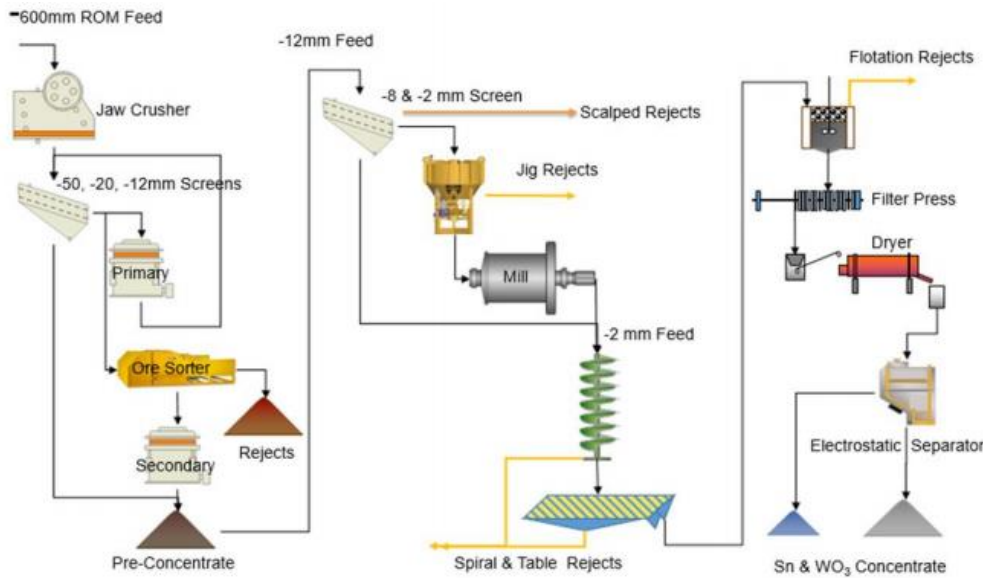 -600mm ROM Feed
Jaw Crusher
-50, -20, -12mm Screens
Primary
Ore Sorter
Rejects
Secondary
Pre-Concentrate
-12mm Feed
-8 & -2 mm Screen
Scalped Rejects
Jig Rejects
Mill
-2 mm Feed
Spiral & Table Rejects
Flotation Rejects
Filter Press
Dryer
Electrostatic Separator
Sn & WO₃ Concentrate